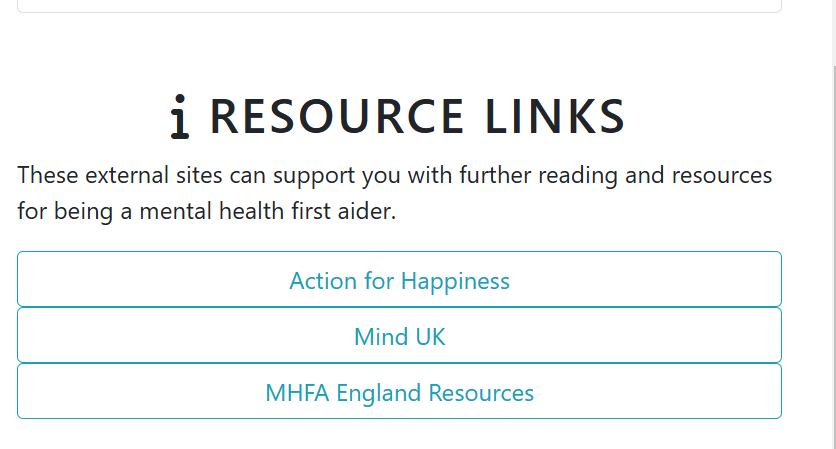 RESOURCE LINKS
These external sites can support you with further reading and resources
for being a mental health first aider.
Action for Happiness
Mind UK
MHFA England Resources